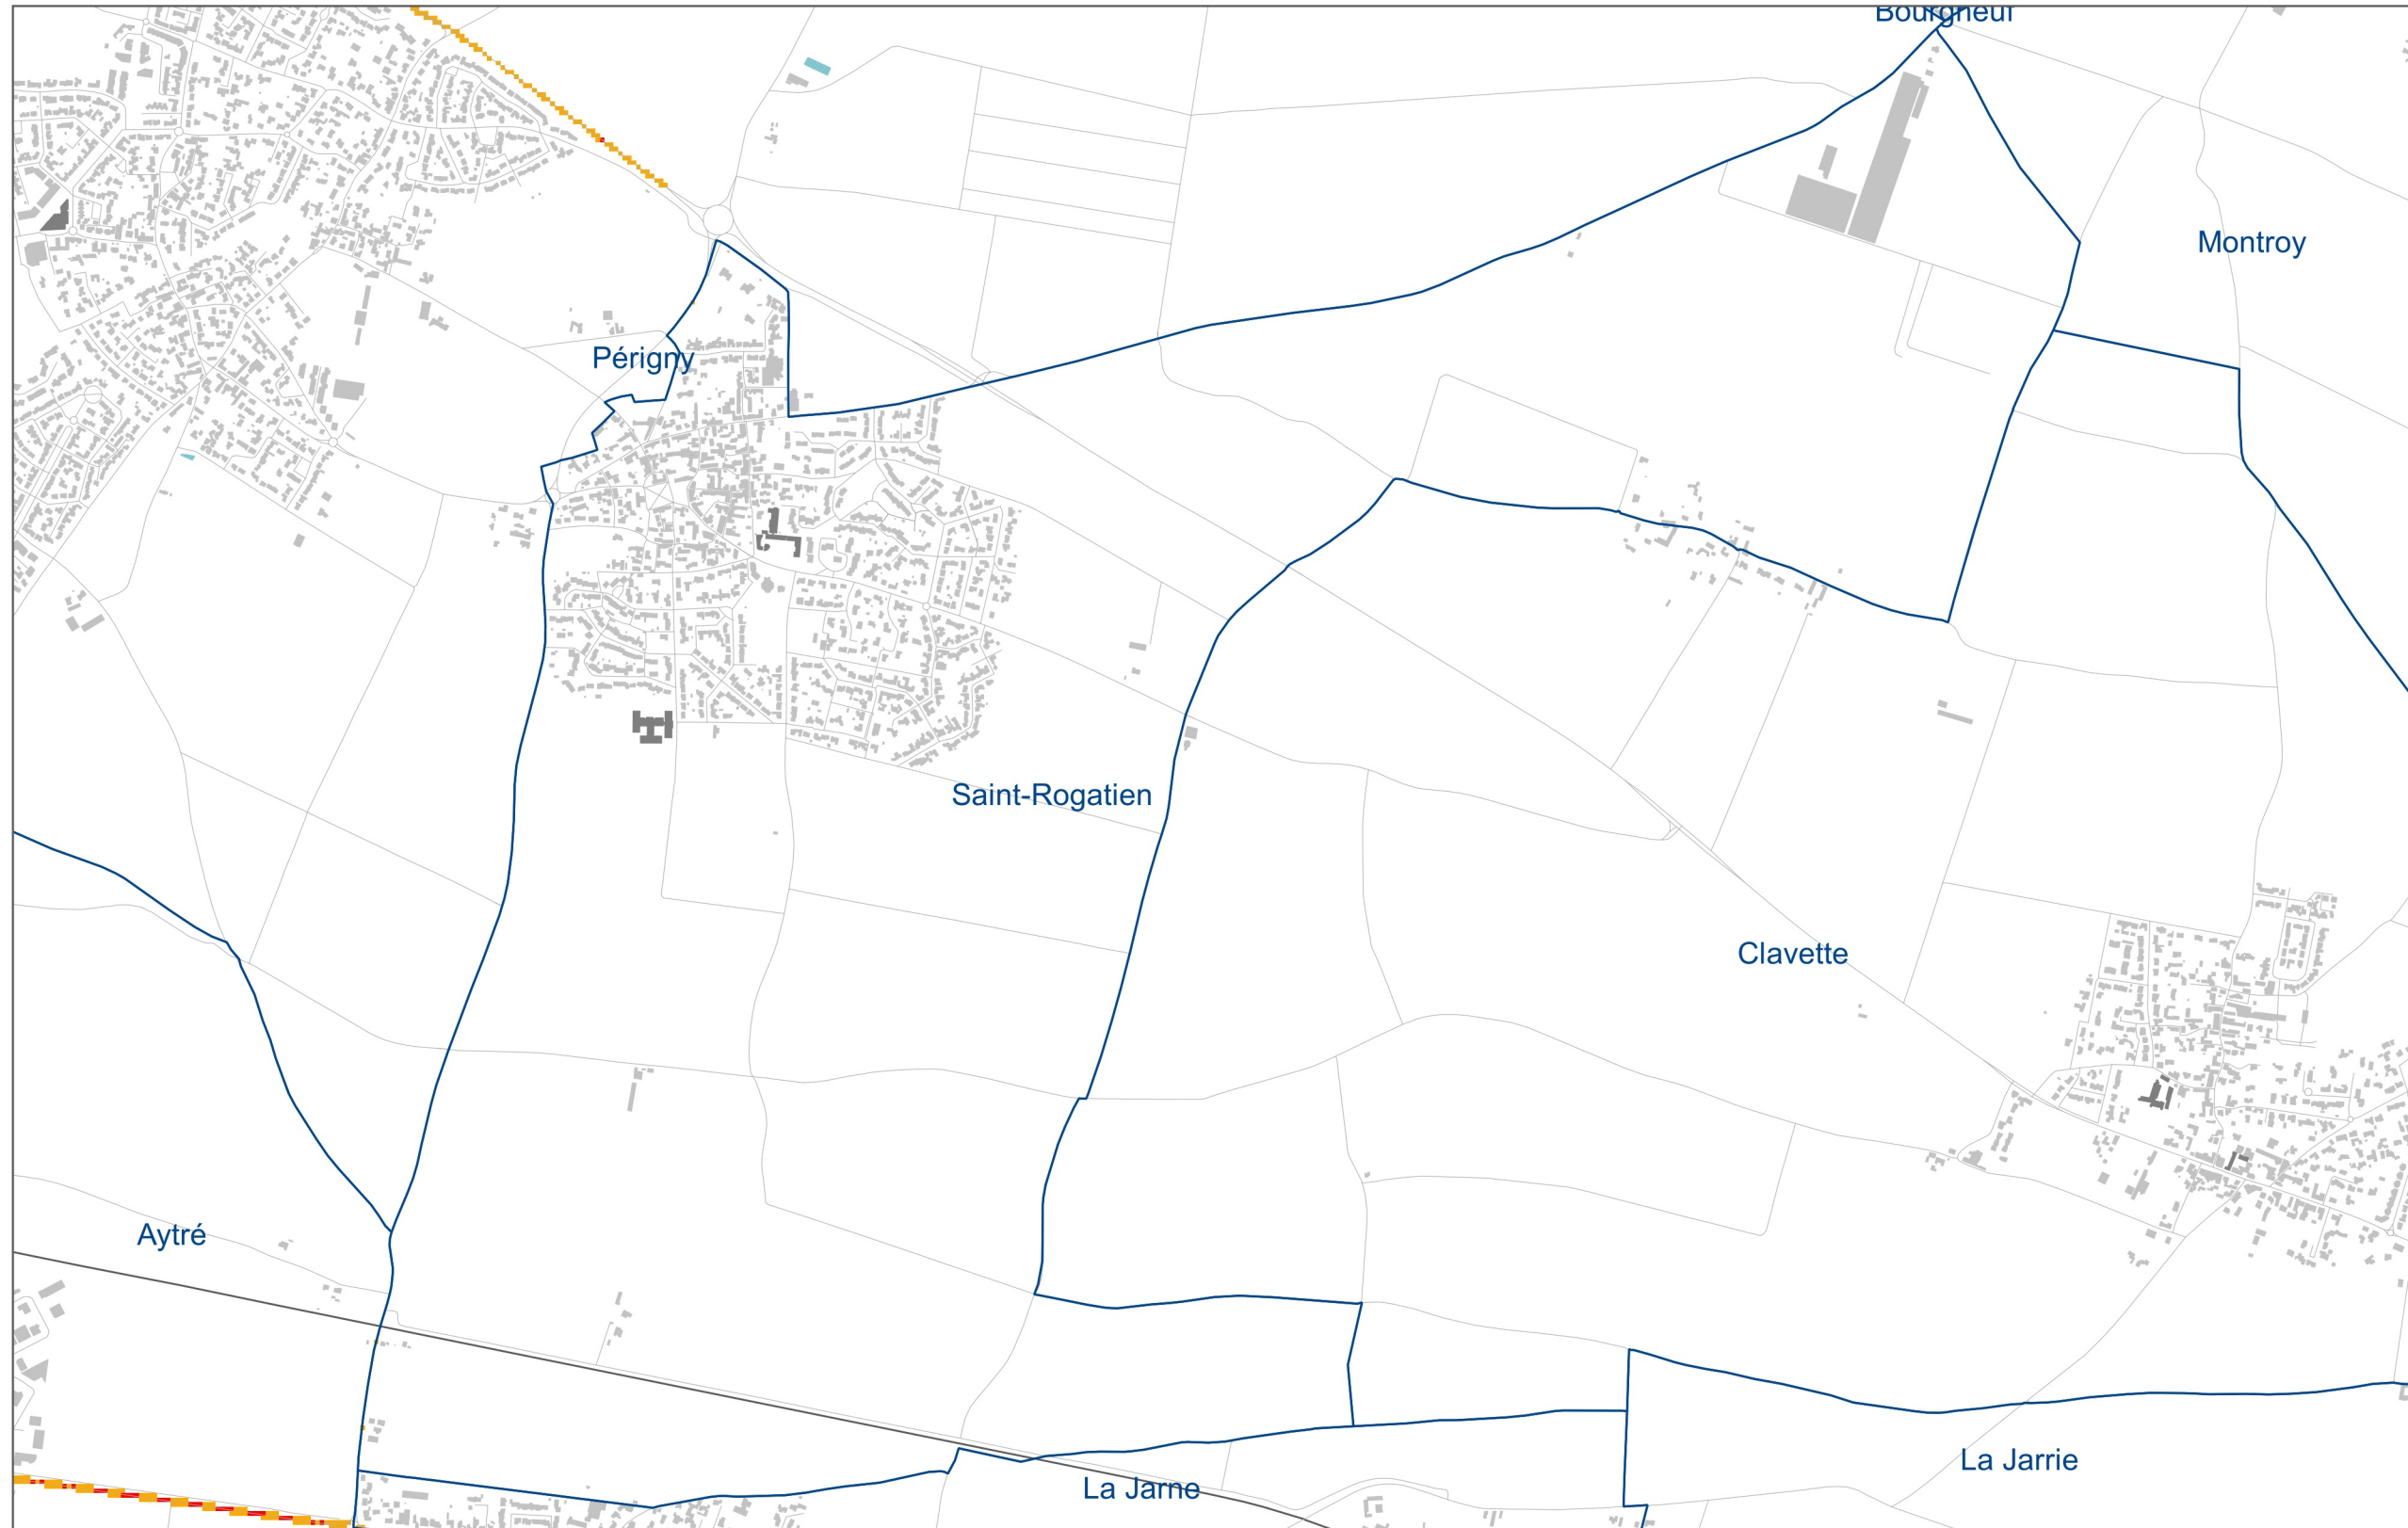 Bourgneuf
Montroy
Périgny
Saint-Rogatien
Clavette
Aytré
La Jarrie
La Jarne